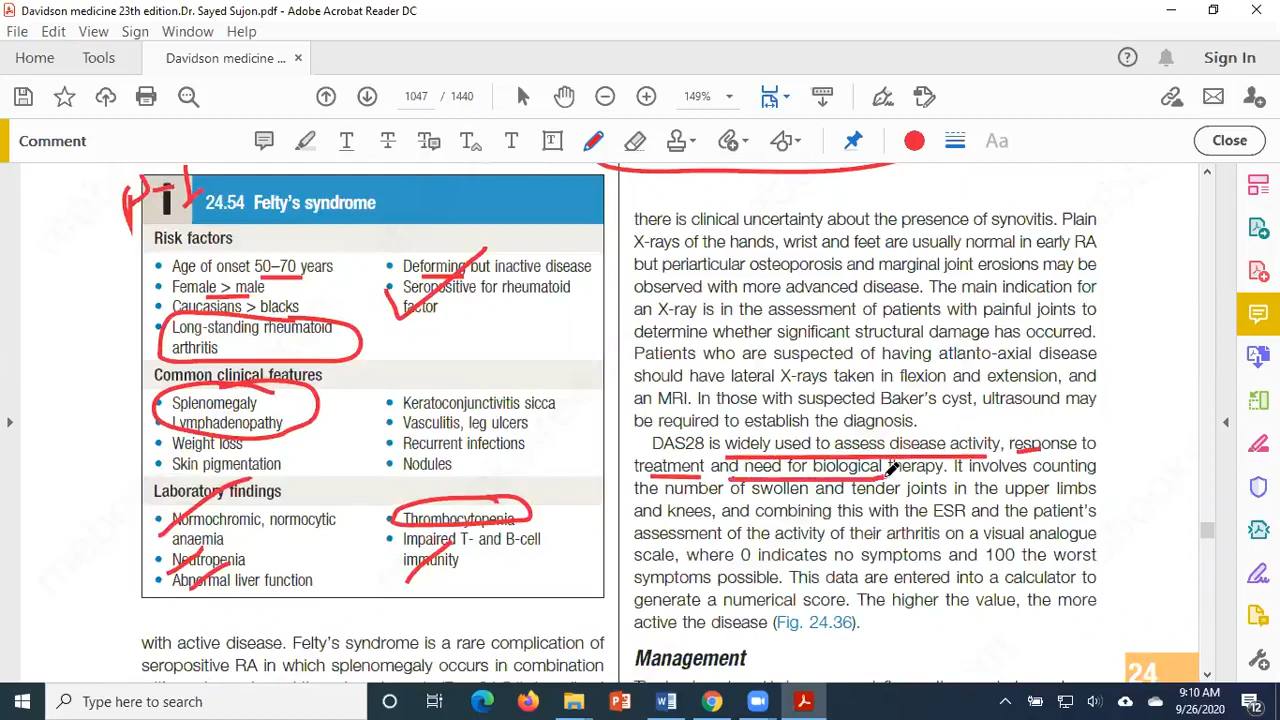 Davidson medicine 23th edition.Dr. Sayed Sujon.pdf - Adobe Acrobat Reader DC
File Edit View Sign Window Help
Home Tools Davidson medicine ... × Sign In
1047 / 1440 149%
Comment Aa Close
i 24.54 Felty's syndrome
Risk factors
• Age of onset 50–70 years
• Female > male
• Caucasians > blacks
• Long-standing rheumatoid
arthritis
• Deforming but inactive disease
• Seropositive for rheumatoid
factor
Common clinical features
• Splenomegaly
• Lymphadenopathy
• Weight loss
• Skin pigmentation
• Keratoconjunctivitis sicca
• Vasculitis, leg ulcers
• Recurrent infections
• Nodules
Laboratory findings
• Normochromic, normocytic
anaemia
• Neutropenia
• Abnormal liver function
• Thrombocytopenia
• Impaired T- and B-cell
immunity
with active disease. Felty's syndrome is a rare complication of
seropositive RA in which splenomegaly occurs in combination
there is clinical uncertainty about the presence of synovitis. Plain
X-rays of the hands, wrist and feet are usually normal in early RA
but periarticular osteoporosis and marginal joint erosions may be
observed with more advanced disease. The main indication for
an X-ray is in the assessment of patients with painful joints to
determine whether significant structural damage has occurred.
Patients who are suspected of having atlanto-axial disease
should have lateral X-rays taken in flexion and extension, and
an MRI. In those with suspected Baker's cyst, ultrasound may
be required to establish the diagnosis.
DAS28 is widely used to assess disease activity, response to
treatment and need for biological therapy. It involves counting
the number of swollen and tender joints in the upper limbs
and knees, and combining this with the ESR and the patient's
assessment of the activity of their arthritis on a visual analogue
scale, where 0 indicates no symptoms and 100 the worst
symptoms possible. This data are entered into a calculator to
generate a numerical score. The higher the value, the more
active the disease (Fig. 24.36).
Management
24
Type here to search
9:10 AM
9/26/2020
12